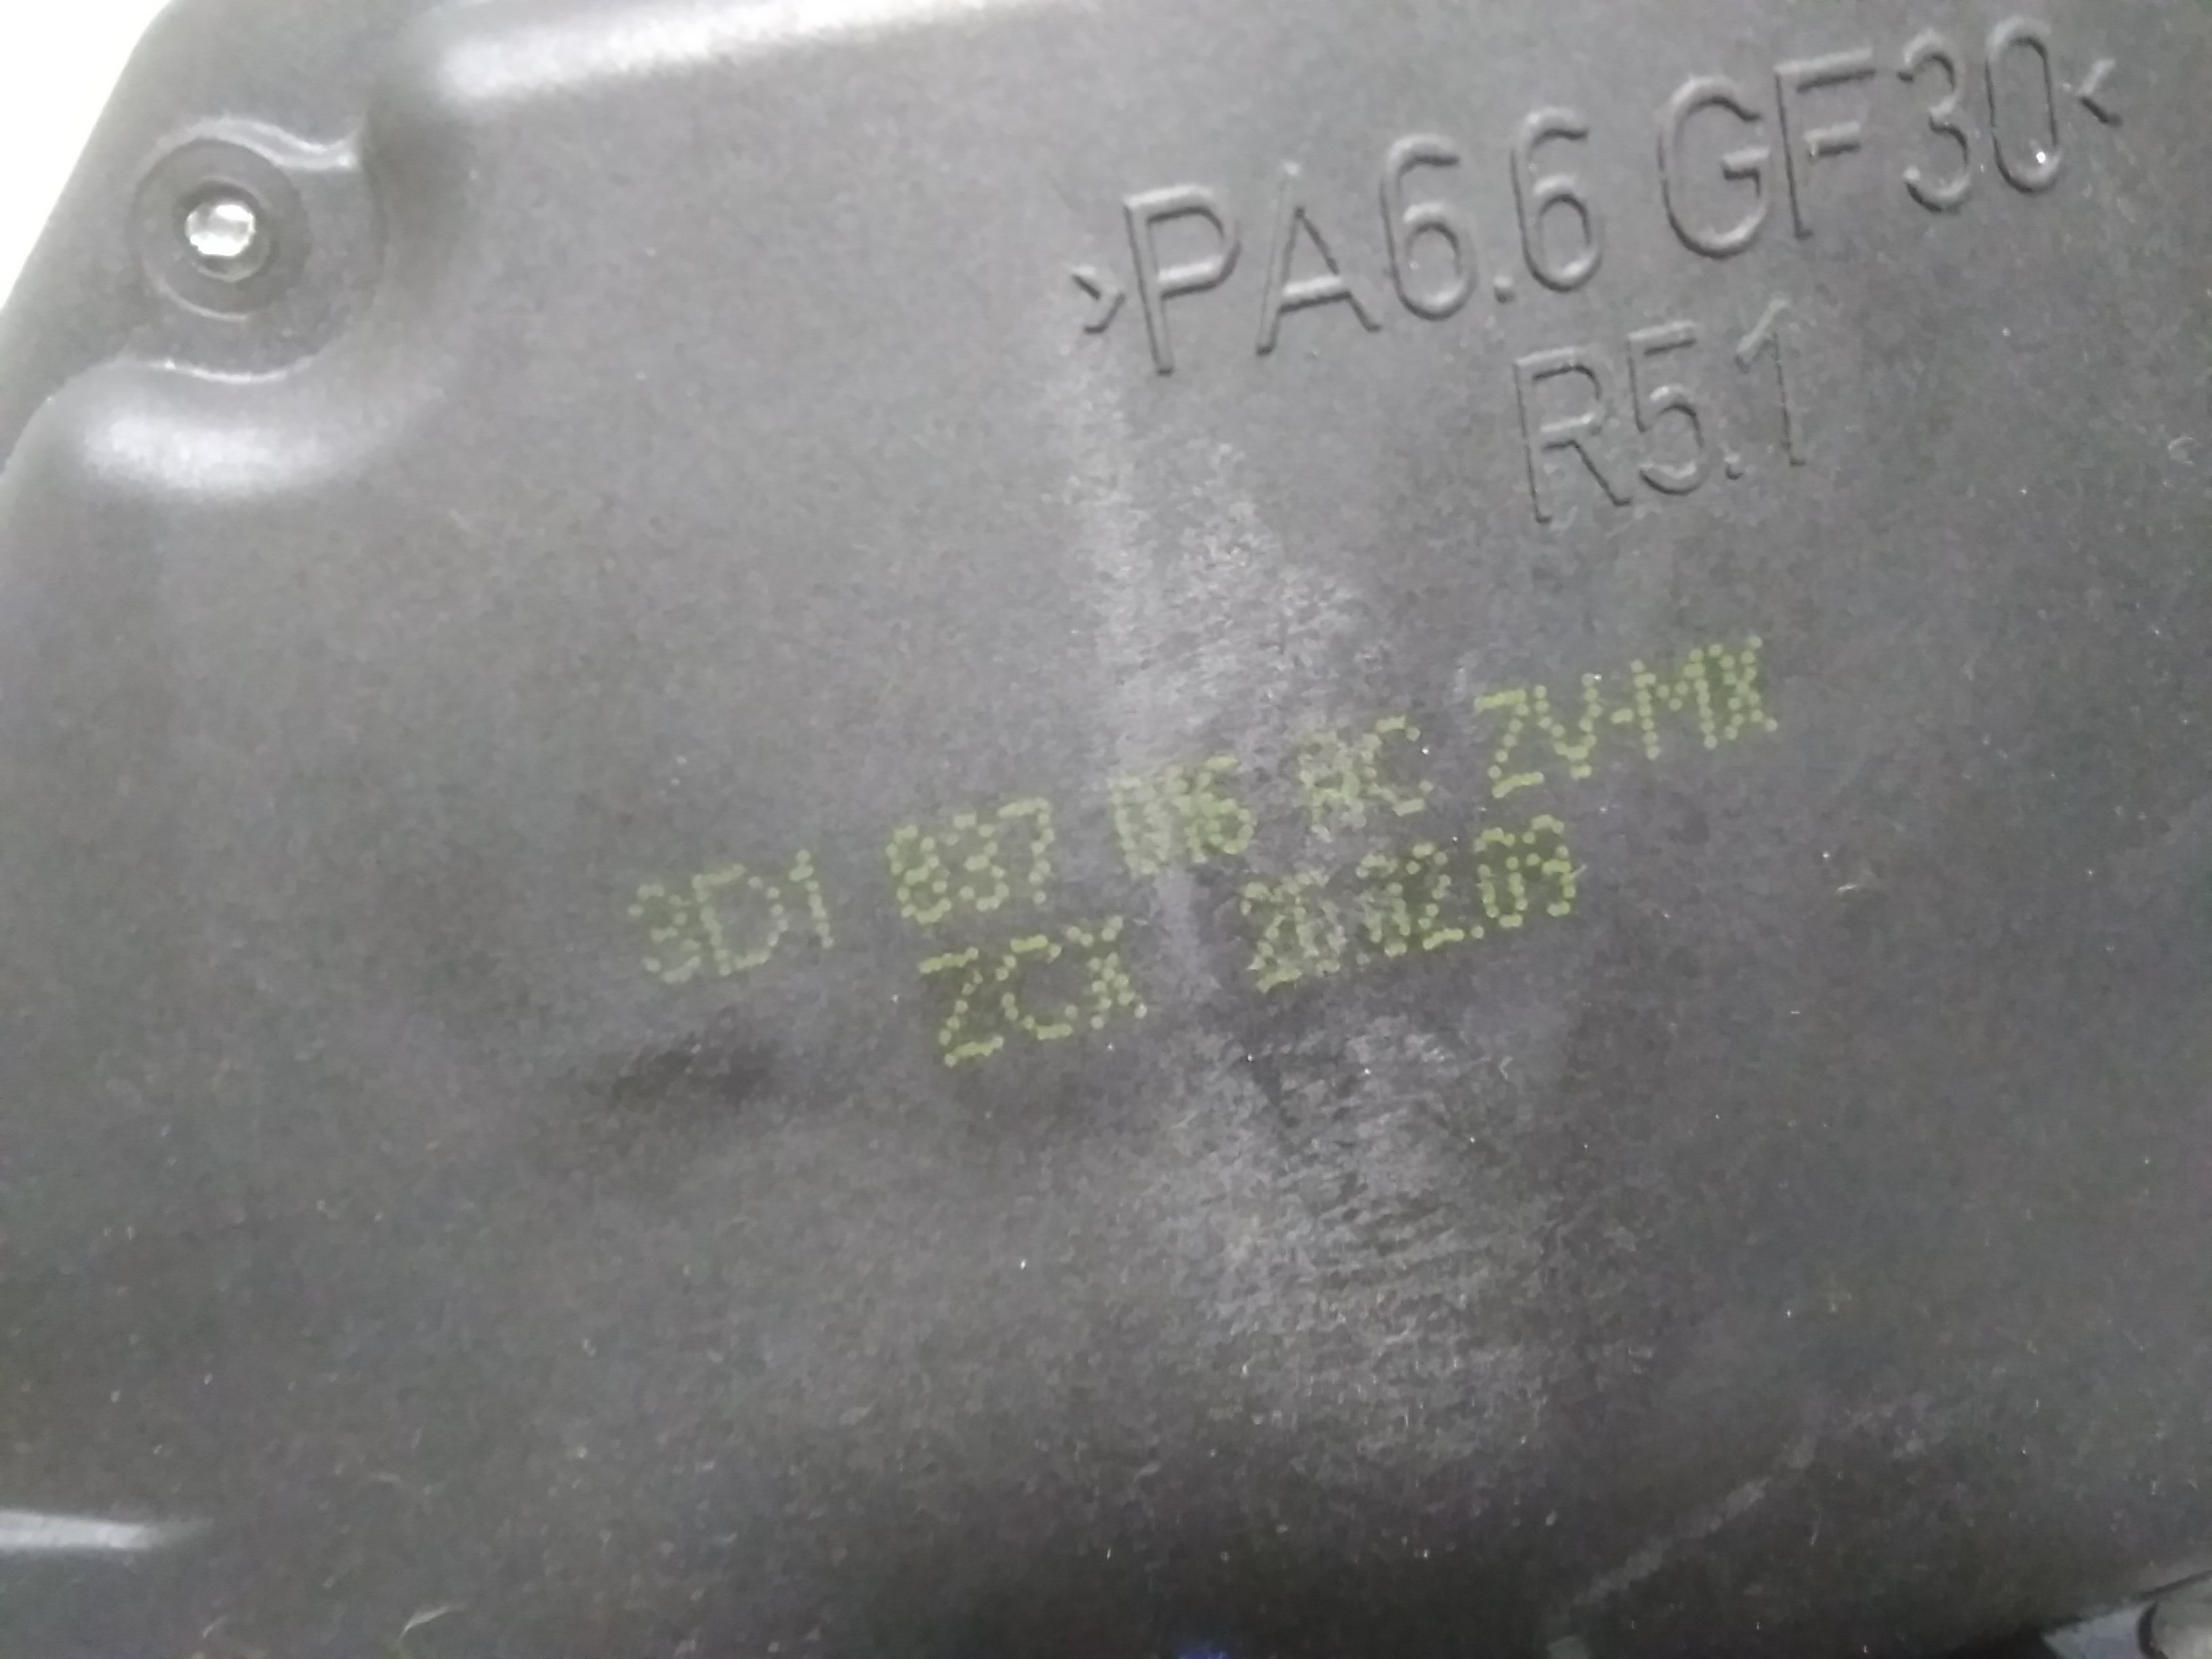 >PA6.6 GF30<
R5.1
3D1 837 016 AC ZV-MX
ZCX 20.02.09